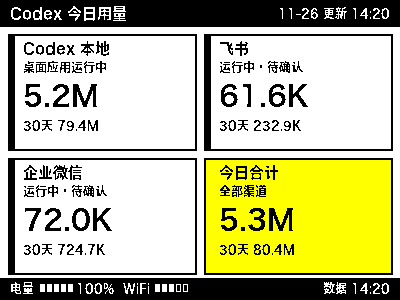 Codex 今日用量 11-26 更新 14:20
Codex 本地
桌面应用运行中
5.2M
30天 79.4M
飞书
运行中·待确认
61.6K
30天 232.9K
企业微信
运行中·待确认
72.0K
30天 724.7K
今日合计
全部渠道
5.3M
30天 80.4M
电量 100% WiFi 数据 14:20